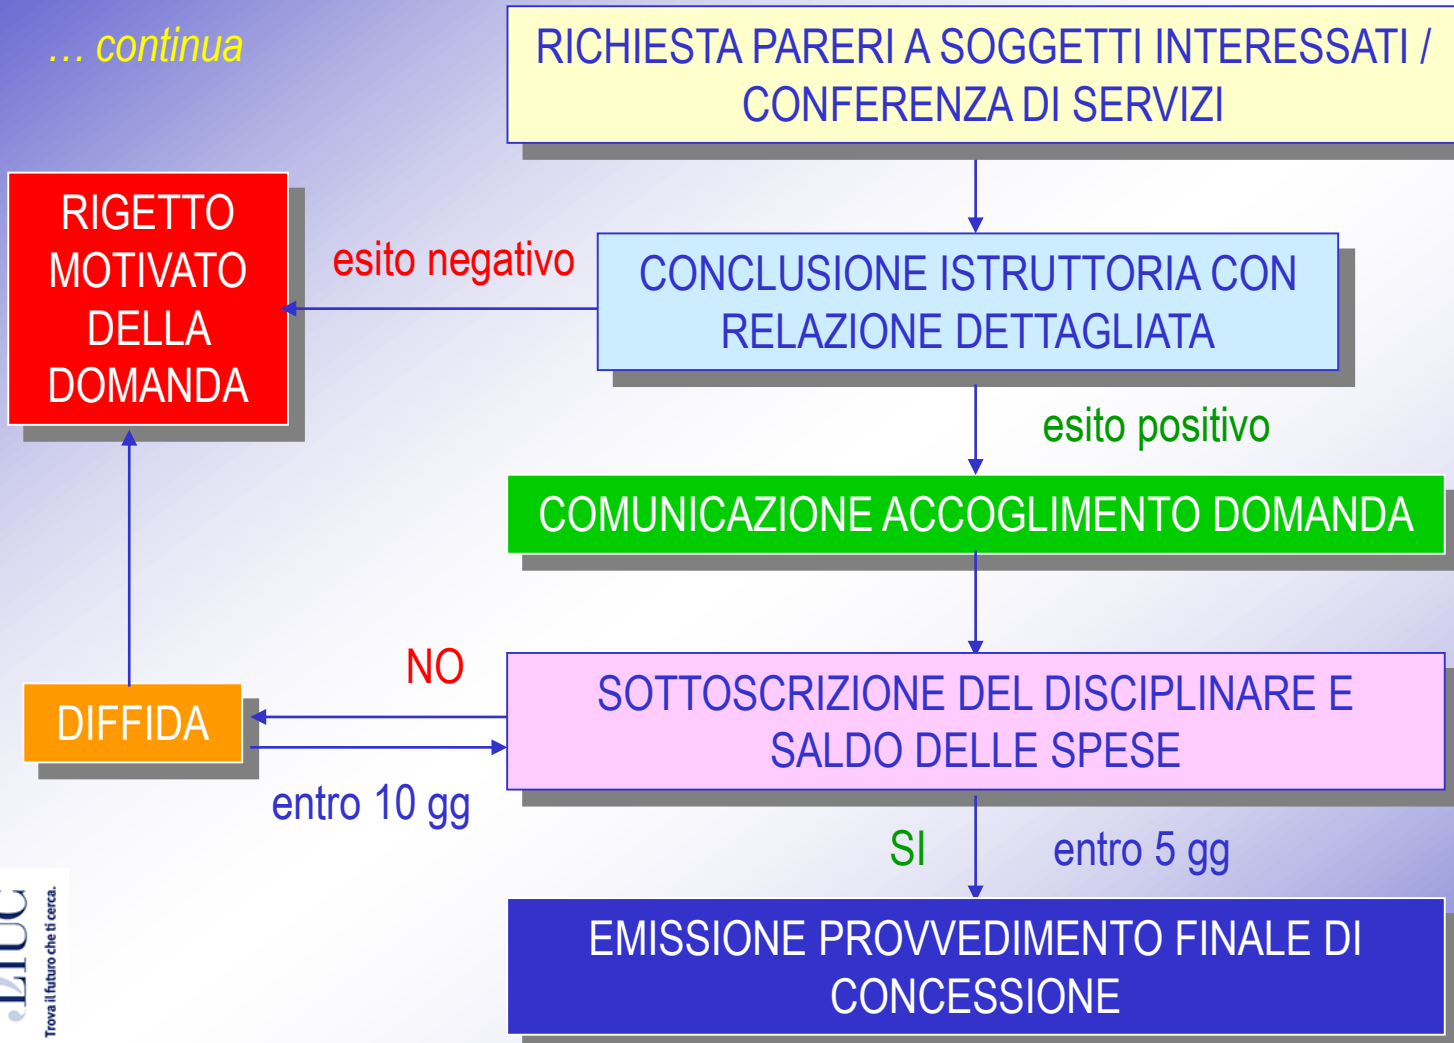 ... continua
RICHIESTA PARERI A SOGGETTI INTERESSATI /
CONFERENZA DI SERVIZI
RIGETTO
MOTIVATO
DELLA
DOMANDA
esito negativo
CONCLUSIONE ISTRUTTORIA CON
RELAZIONE DETTAGLIATA
esito positivo
COMUNICAZIONE ACCOGLIMENTO DOMANDA
NO
SOTTOSCRIZIONE DEL DISCIPLINARE E
SALDO DELLE SPESE
DIFFIDA
entro 10 gg
SI
entro 5 gg
EMISSIONE PROVVEDIMENTO FINALE DI
CONCESSIONE
Trova il futuro che ti cerca.